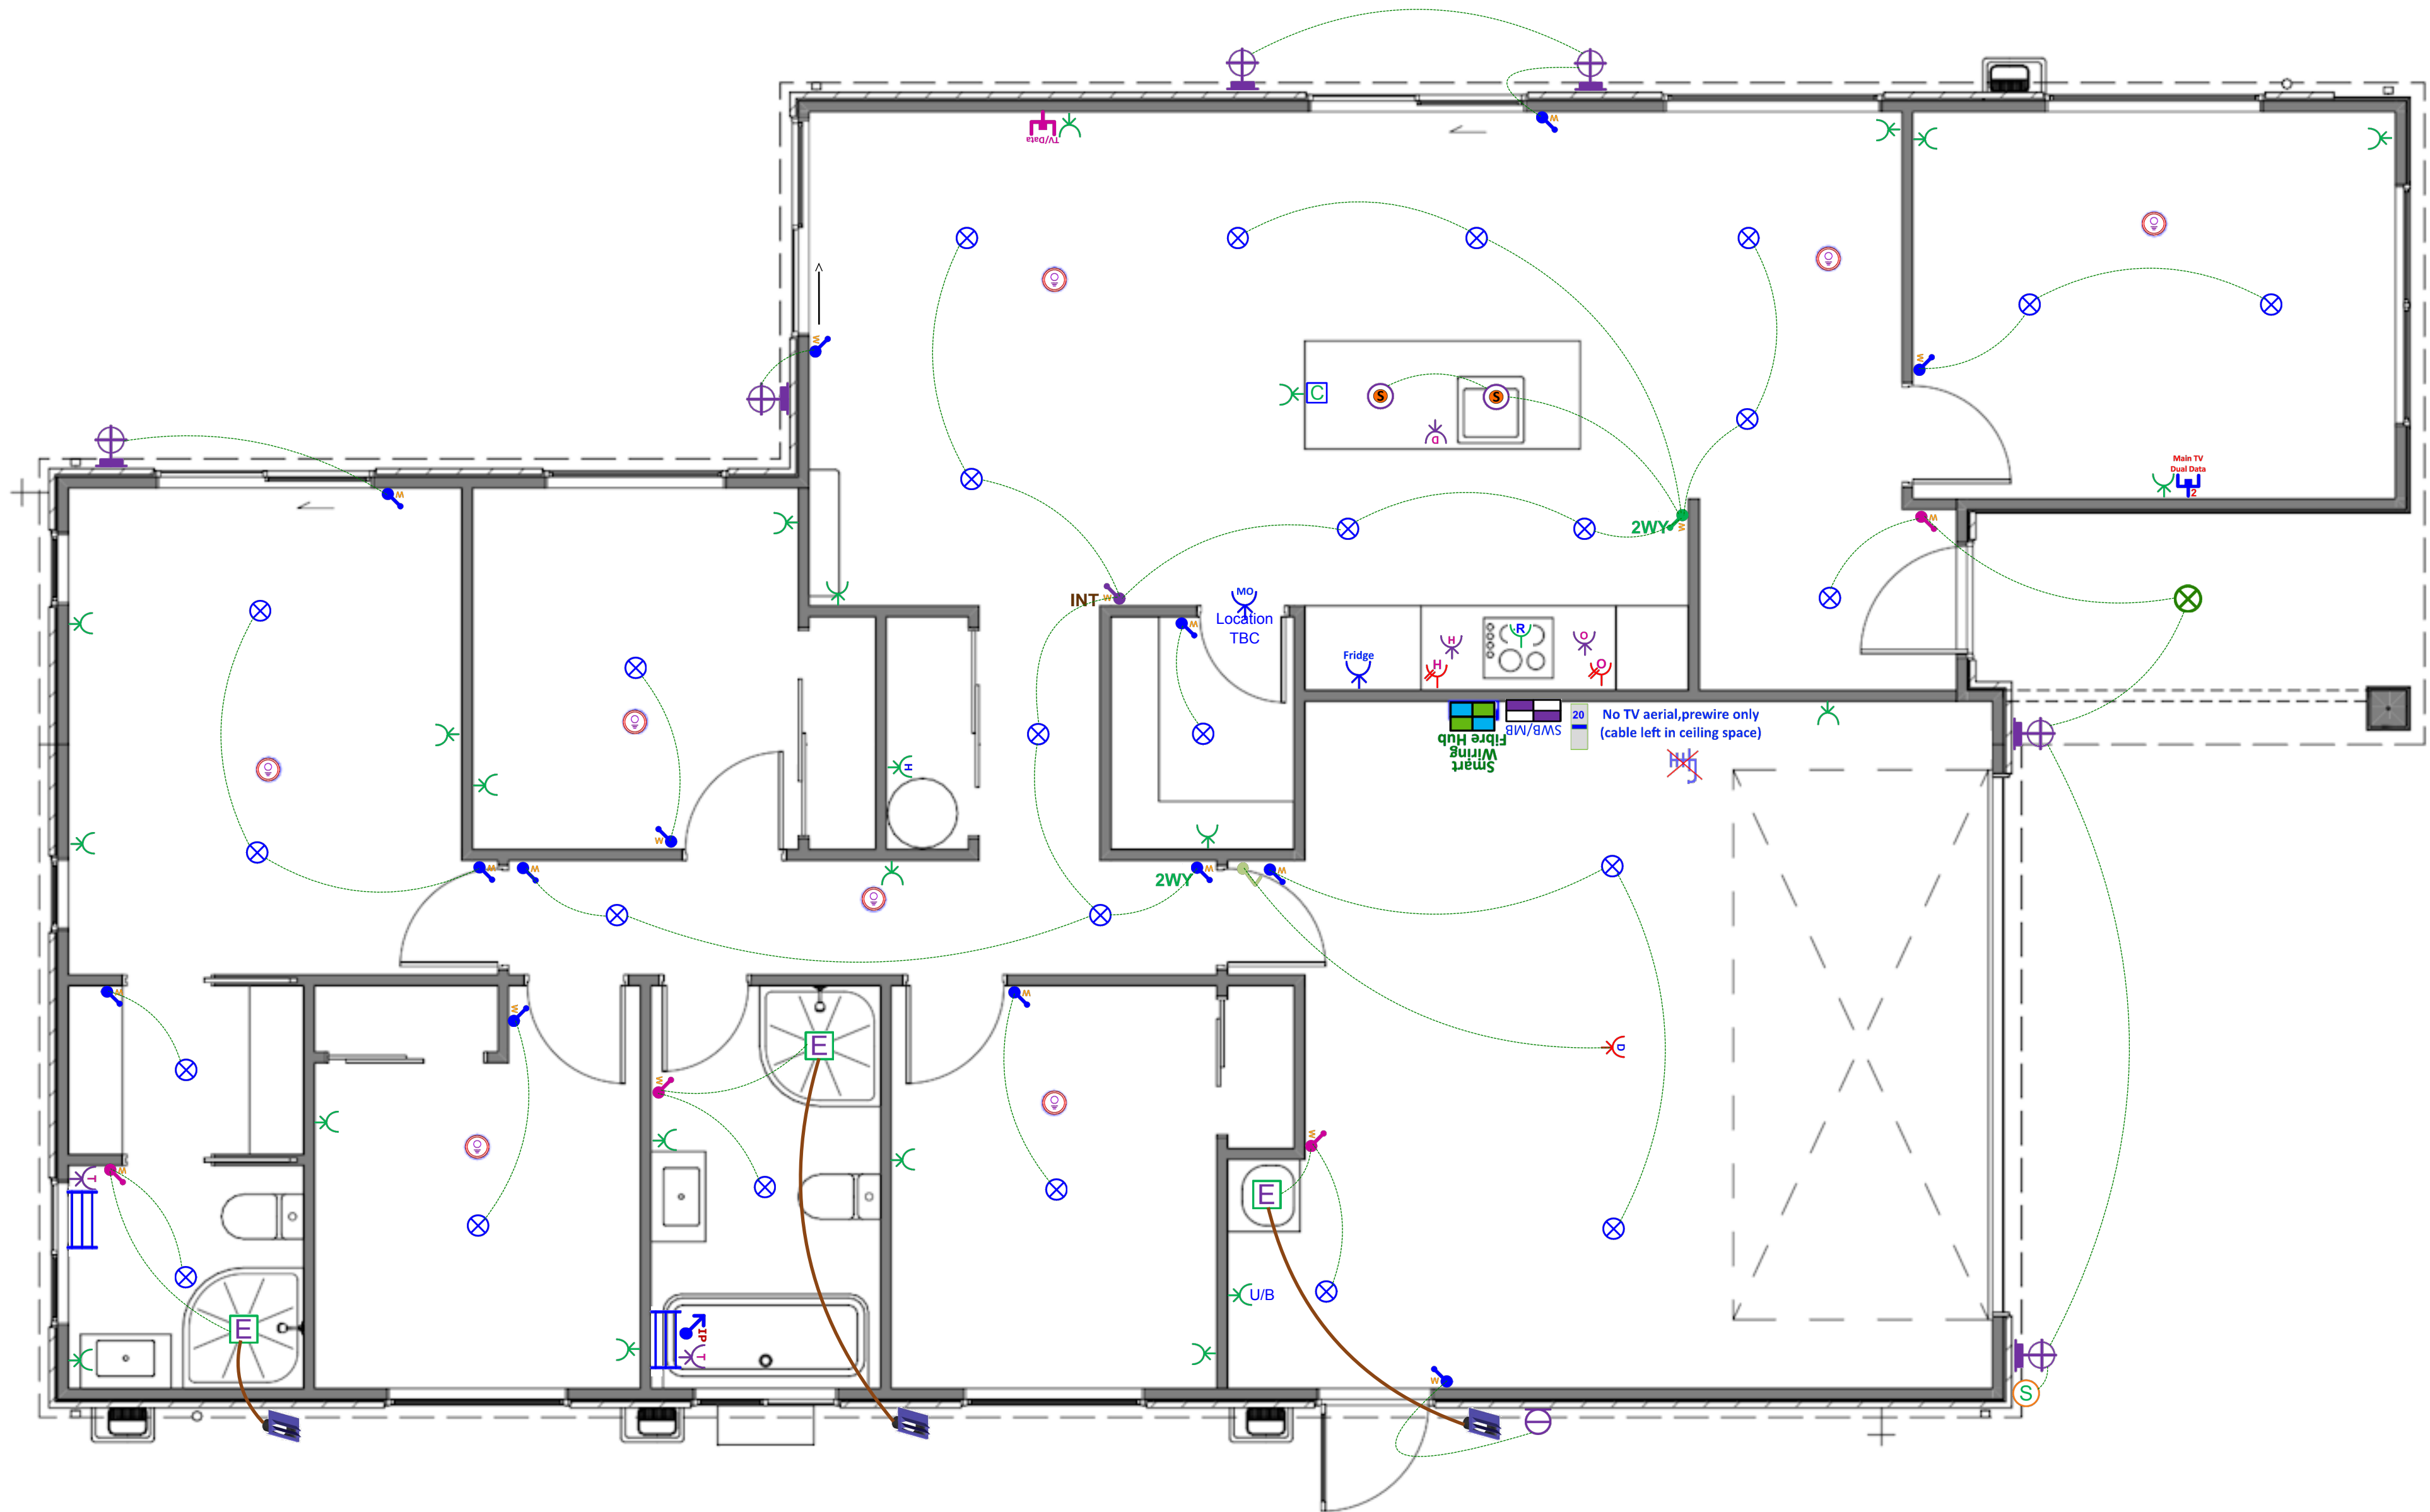 TV/Data
W
W
C
S
S
D
Main TV
Dual Data
2
W
W
W
2WY
W
W
INT
W
MO
Location
TBC
W
Fridge
H
R
O
H
O
Smart
Wiring
Fibre Hub
SWB/MB
20
No TV aerial,prewire only
(cable left in ceiling space)
H
W
W
W
2WY
W
W
W
W
W
E
D
W
W
T
W
E
U/B
E
IP
T
W
S